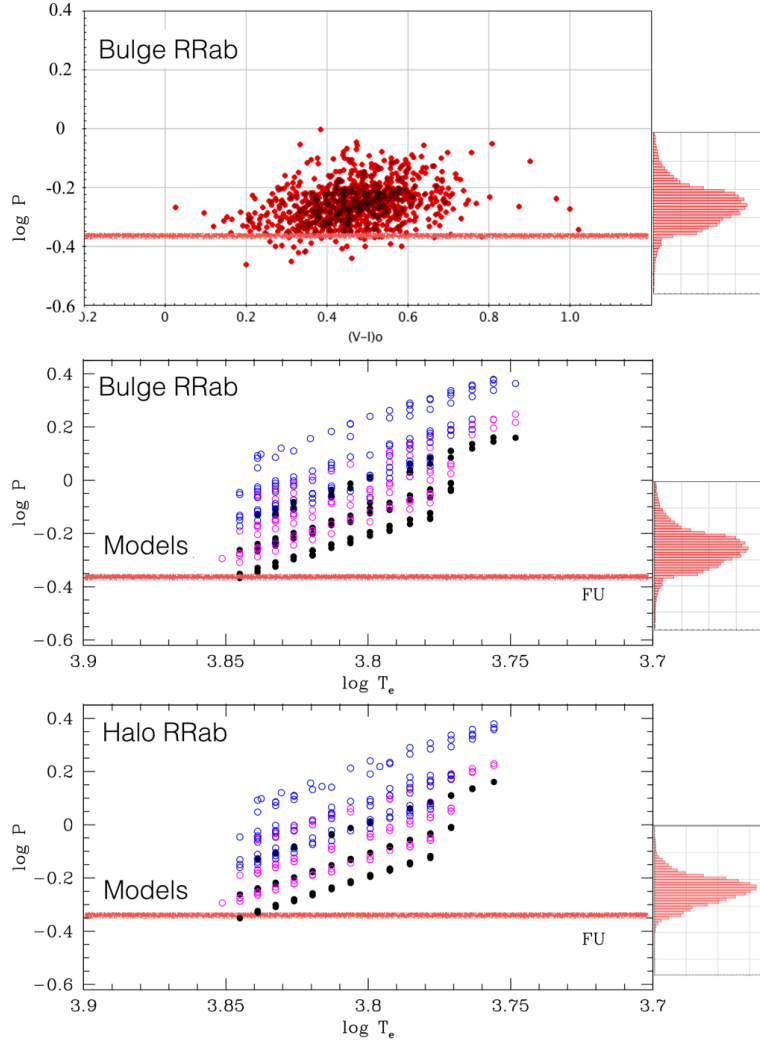 0.4
Bulge RRab
0.2
0
-0.2
-0.4
-0.6
log P
0.2 0 0.2 0.4 0.6 0.8 1.0
(V-I)o
0.4
Bulge RRab
0.2
0
−0.2
Models
−0.4
FU
−0.6
log P
3.9 3.85 3.8 3.75 3.7
log Te
0.4
Halo RRab
0.2
0
−0.2
Models
−0.4
FU
−0.6
log P
3.9 3.85 3.8 3.75 3.7
log Te